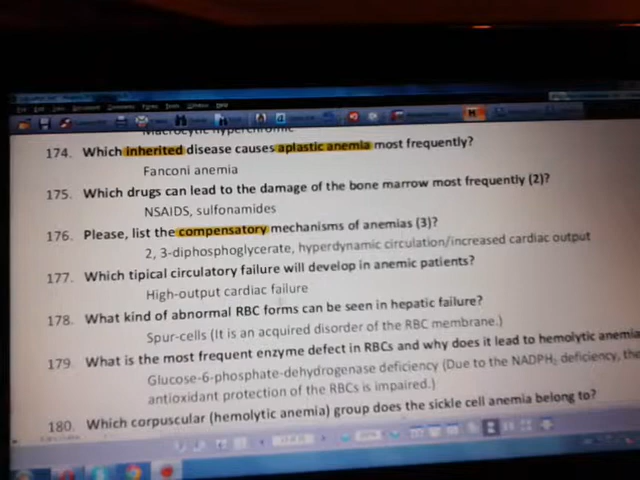 Macrocytic hyperchromic
174. Which inherited disease causes aplastic anemia most frequently?
Fanconi anemia
175. Which drugs can lead to the damage of the bone marrow most frequently (2)?
NSAIDS, sulfonamides
176. Please, list the compensatory mechanisms of anemias (3)?
2, 3-diphosphoglycerate, hyperdynamic circulation/increased cardiac output
177. Which tipical circulatory failure will develop in anemic patients?
High-output cardiac failure
178. What kind of abnormal RBC forms can be seen in hepatic failure?
Spur-cells (It is an acquired disorder of the RBC membrane.)
179. What is the most frequent enzyme defect in RBCs and why does it lead to hemolytic anemia
Glucose-6-phosphate-dehydrogenase deficiency (Due to the NADPH₂ deficiency, the
antioxidant protection of the RBCs is impaired.)
180. Which corpuscular (hemolytic anemia) group does the sickle cell anemia belong to?